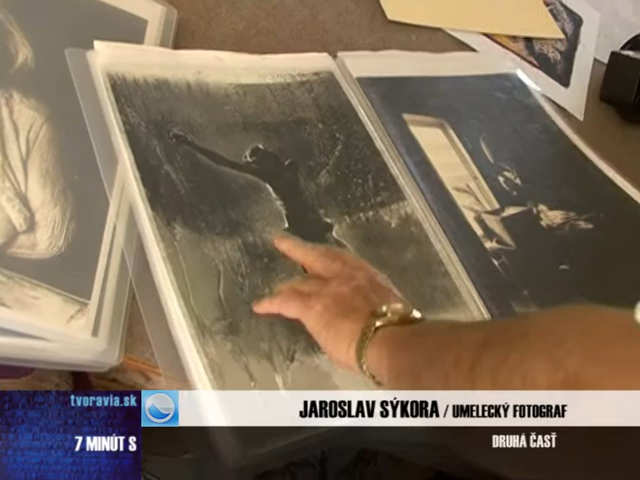 tvoravia.sk
JAROSLAV SÝKORA / UMELECKÝ FOTOGRAF
7 MINÚT S
DRUHÁ ČASŤ